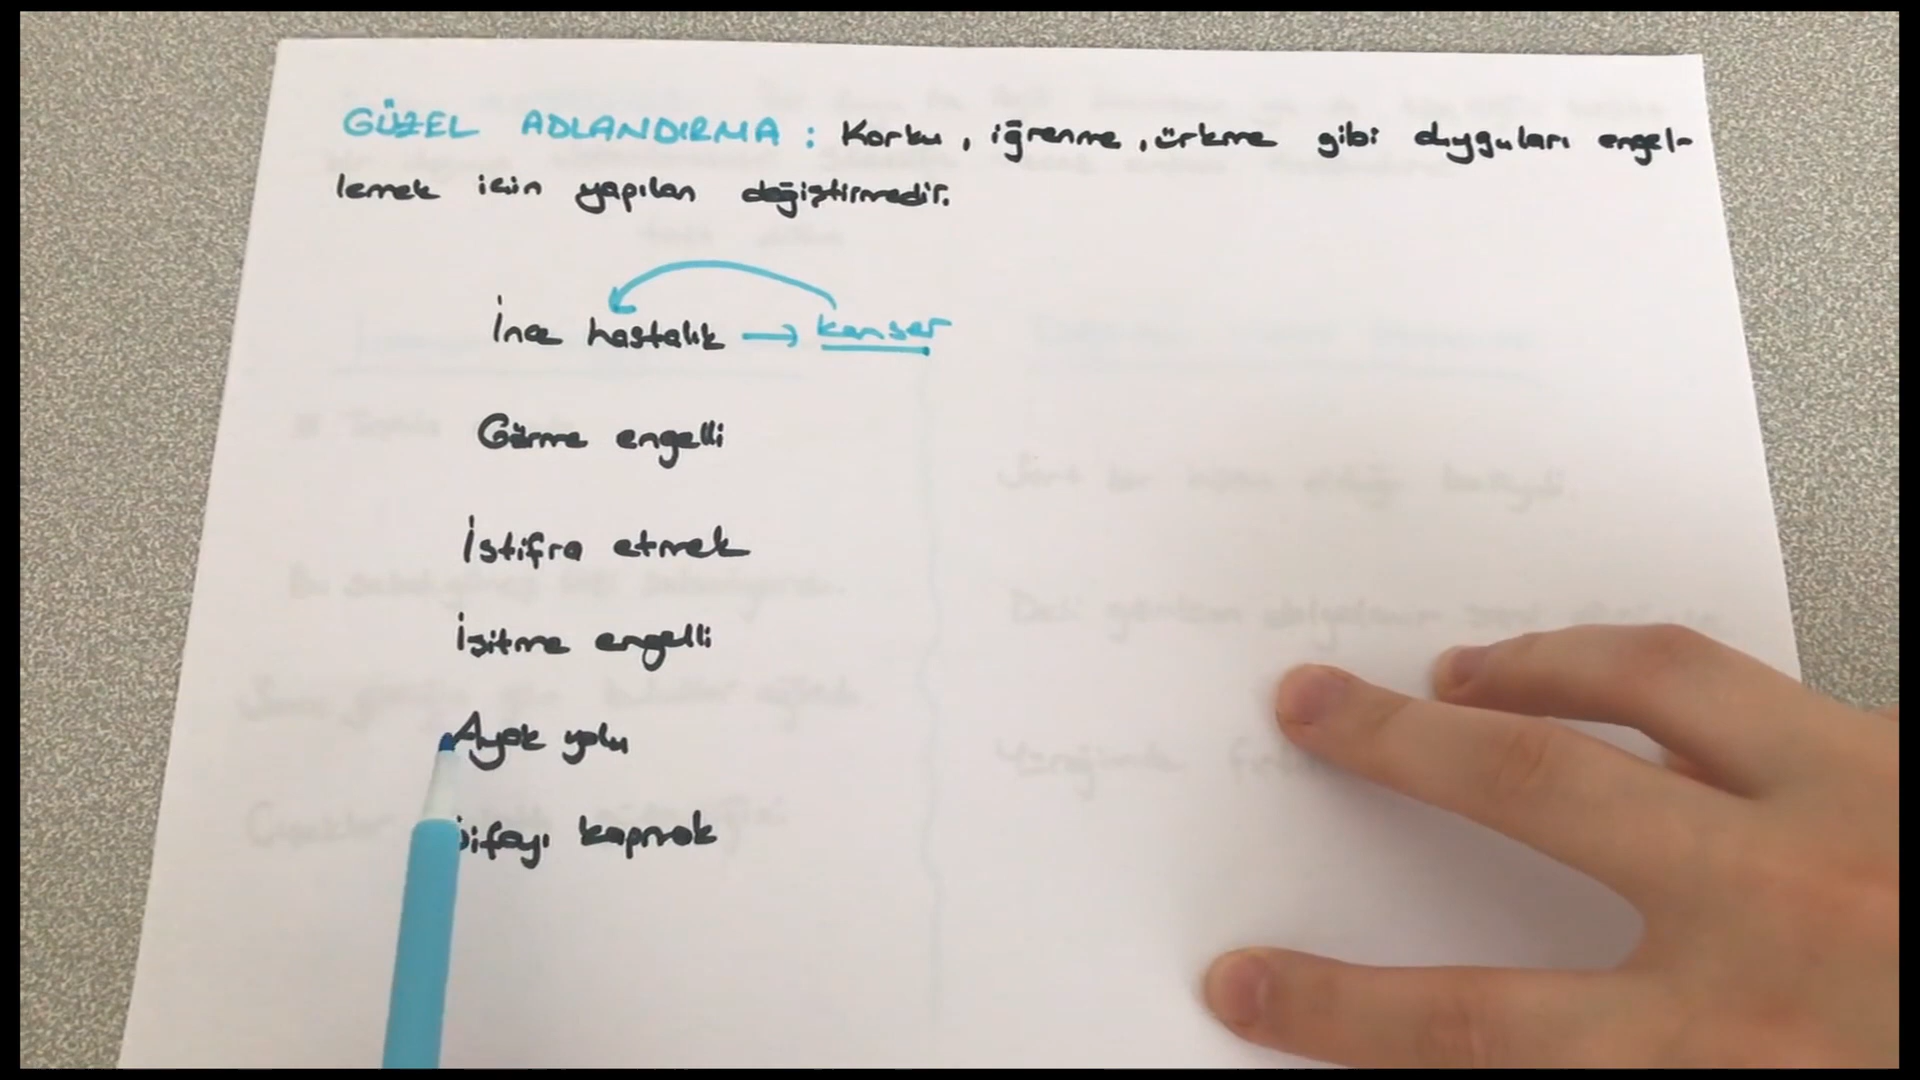 GÜZEL ADLANDIRMA : Korku, iğrenme, ürkme gibi duyguları engel-
lemek için yapılan değiştirmedir.
İnce hastalık → kanser
Görme engelli
İstifra etmek
İşitme engelli
Ayak yolu
kapmak